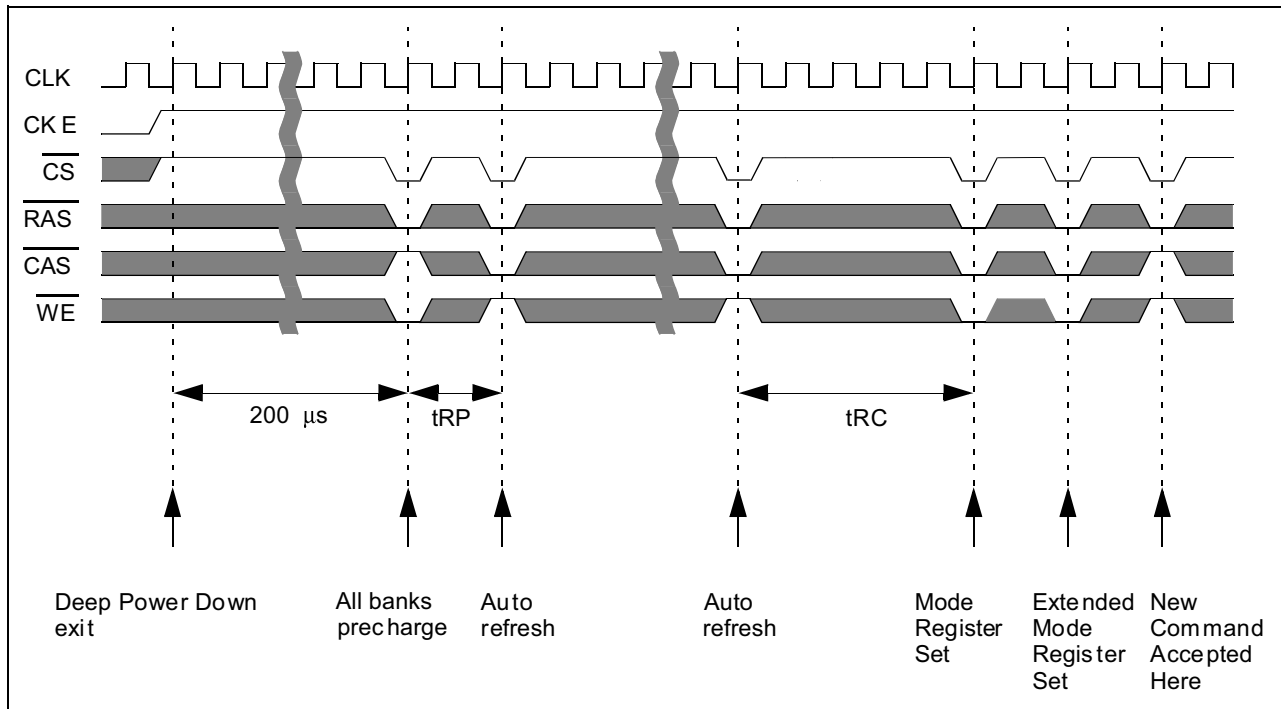 CLK
CKE
CS
RAS
CAS
WE
200 μs
tRP
tRC
Deep Power Down
exit
All banks
precharge
Auto
refresh
Auto
refresh
Mode
Register
Set
Extended
Mode
Register
Set
New
Command
Accepted
Here